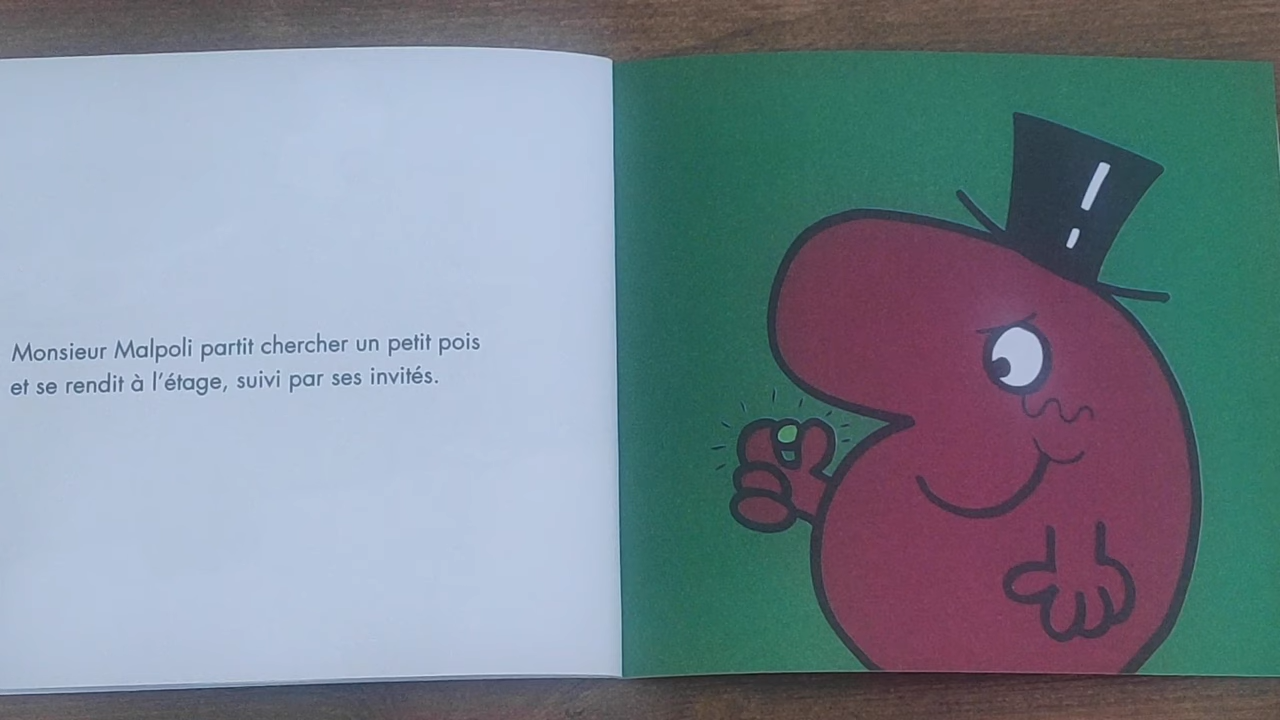 Monsieur Malpoli partit chercher un petit pois
et se rendit à l'étage, suivi par ses invités.